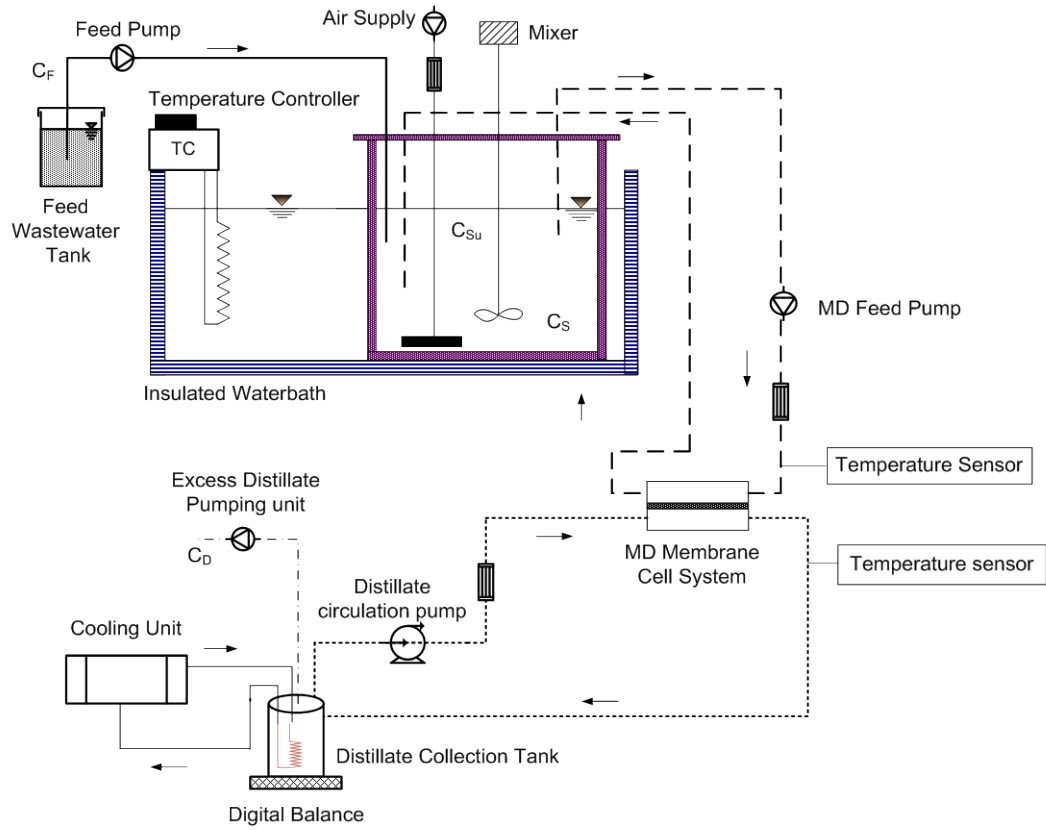 Air Supply
Mixer
Feed Pump
C_F
Temperature Controller
TC
Feed
Wastewater
Tank
C_Su
C_S
MD Feed Pump
Insulated Waterbath
Temperature Sensor
Excess Distillate
Pumping unit
C_D
MD Membrane
Cell System
Temperature sensor
Distillate
circulation pump
Cooling Unit
Distillate Collection Tank
Digital Balance